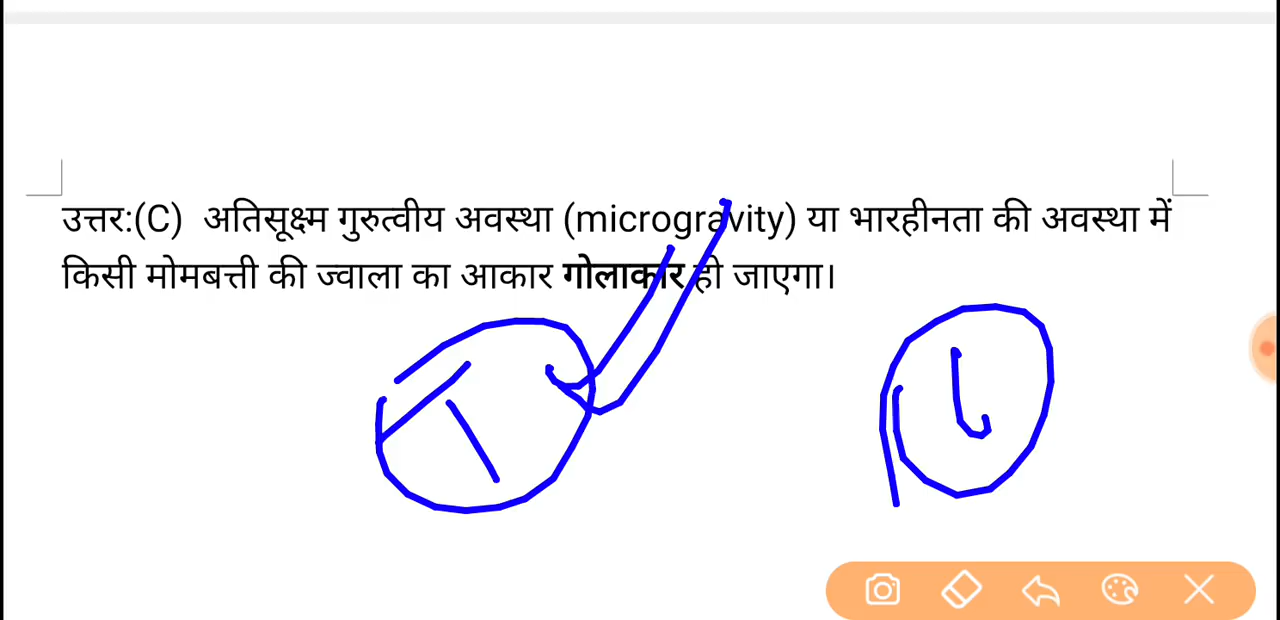 उत्तर:(C) अतिसूक्ष्म गुरुत्वीय अवस्था (microgravity) या भारहीनता की अवस्था में
किसी मोमबत्ती की ज्वाला का आकार गोलाकार हो जाएगा।